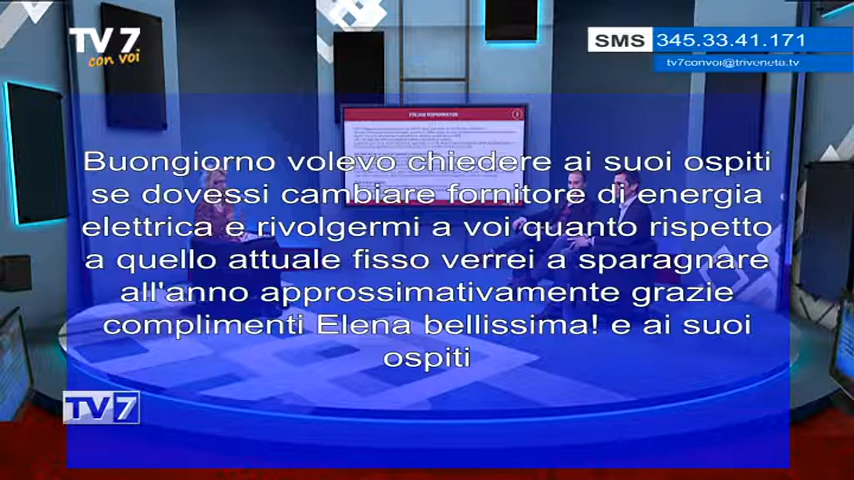 TV7
con voi
SMS 345.33.41.171
tv7convoi@triveneto.tv
Buongiorno volevo chiedere ai suoi ospiti
se dovessi cambiare fornitore di energia
elettrica e rivolgermi a voi quanto rispetto
a quello attuale fisso verrei a sparagnare
all'anno approssimativamente grazie
complimenti Elena bellissima! e ai suoi
ospiti
TV7